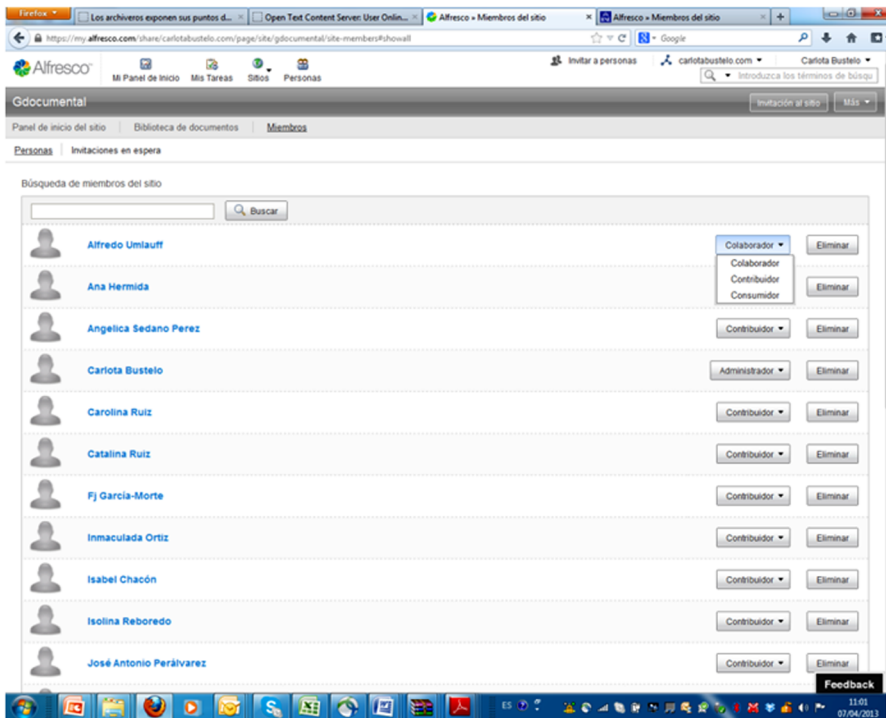 Firefox
Los archiveros exponen sus puntos d...
Open Text Content Server: User Onlin...
Alfresco » Miembros del sitio
Alfresco » Miembros del sitio
https://my.alfresco.com/share/carlotabustelo.com/page/site/gdocumental/site-members#showall
Google
Alfresco
Mi Panel de Inicio
Mis Tareas
Sitios
Personas
Invitar a personas
carlotabustelo.com
Carlota Bustelo
Introduzca los términos de búsqu
Gdocumental
Invitación al sitio
Más
Panel de inicio del sitio
Biblioteca de documentos
Miembros
Personas
Invitaciones en espera
Búsqueda de miembros del sitio
Buscar
Alfredo Umlauff
Colaborador
Eliminar
Colaborador
Contribuidor
Consumidor
Ana Hermida
Eliminar
Angelica Sedano Perez
Contribuidor
Eliminar
Carlota Bustelo
Administrador
Eliminar
Carolina Ruiz
Contribuidor
Eliminar
Catalina Ruiz
Contribuidor
Eliminar
Fj García-Morte
Contribuidor
Eliminar
Inmaculada Ortiz
Contribuidor
Eliminar
Isabel Chacón
Contribuidor
Eliminar
Isolina Reboredo
Contribuidor
Eliminar
José Antonio Perálvarez
Contribuidor
Eliminar
Feedback
ES
11:01
07/04/2013